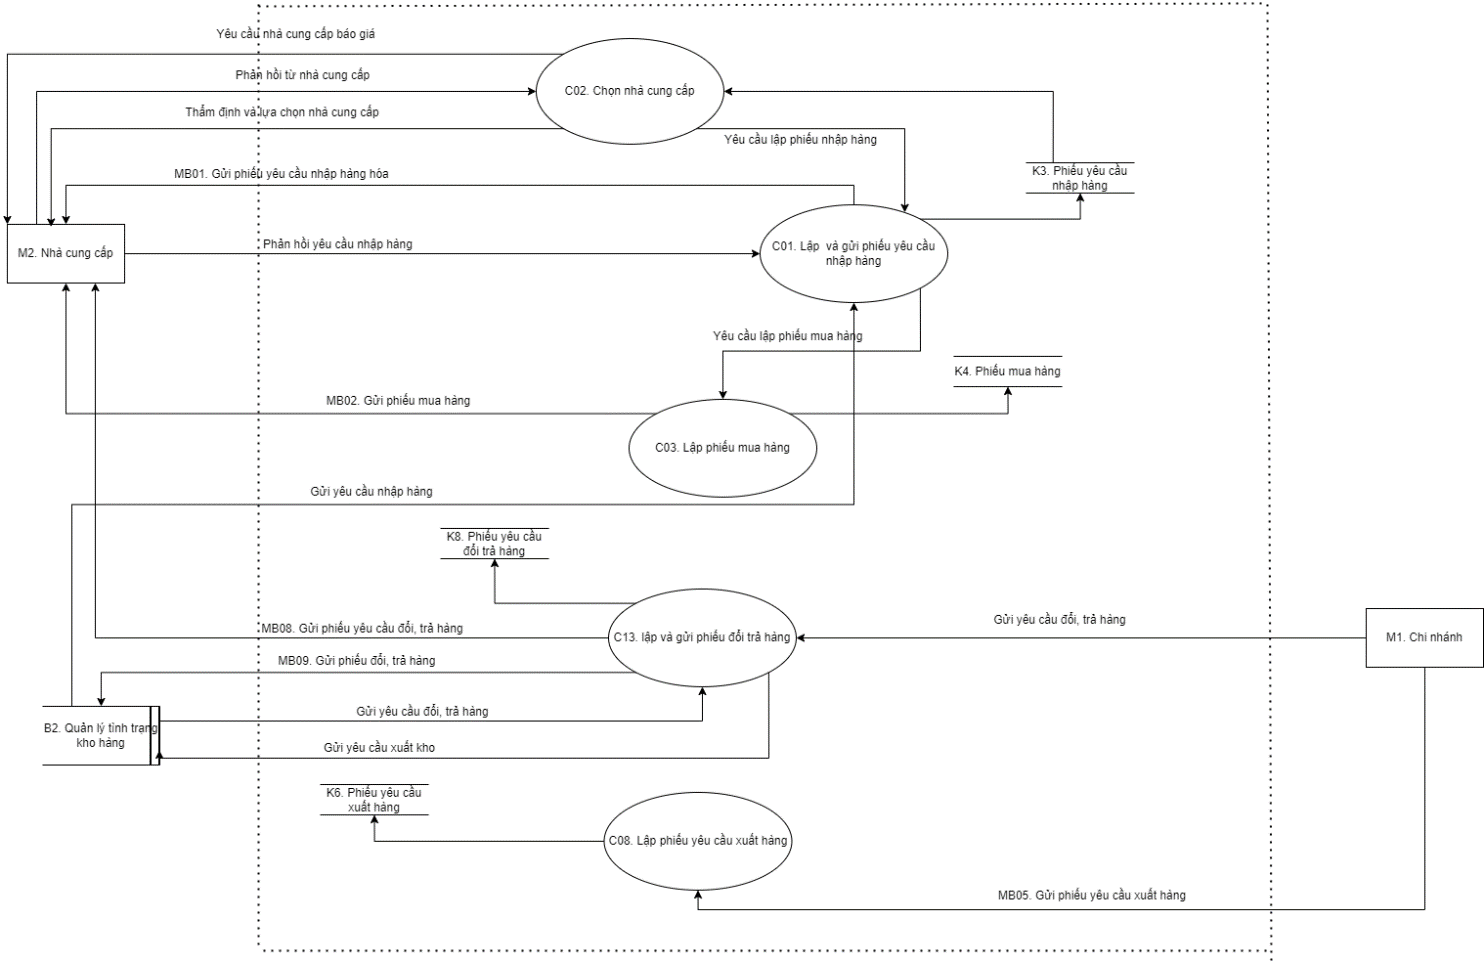 Yêu cầu nhà cung cấp báo giá
Phản hồi từ nhà cung cấp
C02. Chọn nhà cung cấp
Thẩm định và lựa chọn nhà cung cấp
Yêu cầu lập phiếu nhập hàng
MB01. Gửi phiếu yêu cầu nhập hàng hóa
K3. Phiếu yêu cầu
nhập hàng
M2. Nhà cung cấp
Phản hồi yêu cầu nhập hàng
C01. Lập và gửi phiếu yêu cầu
nhập hàng
Yêu cầu lập phiếu mua hàng
K4. Phiếu mua hàng
MB02. Gửi phiếu mua hàng
C03. Lập phiếu mua hàng
Gửi yêu cầu nhập hàng
K8. Phiếu yêu cầu
đổi trả hàng
Gửi yêu cầu đổi, trả hàng
MB08. Gửi phiếu yêu cầu đổi, trả hàng
C13. lập và gửi phiếu đổi trả hàng
M1. Chi nhánh
MB09. Gửi phiếu đổi, trả hàng
Gửi yêu cầu đổi, trả hàng
B2. Quản lý tình trạng
kho hàng
Gửi yêu cầu xuất kho
K6. Phiếu yêu cầu
xuất hàng
C08. Lập phiếu yêu cầu xuất hàng
MB05. Gửi phiếu yêu cầu xuất hàng